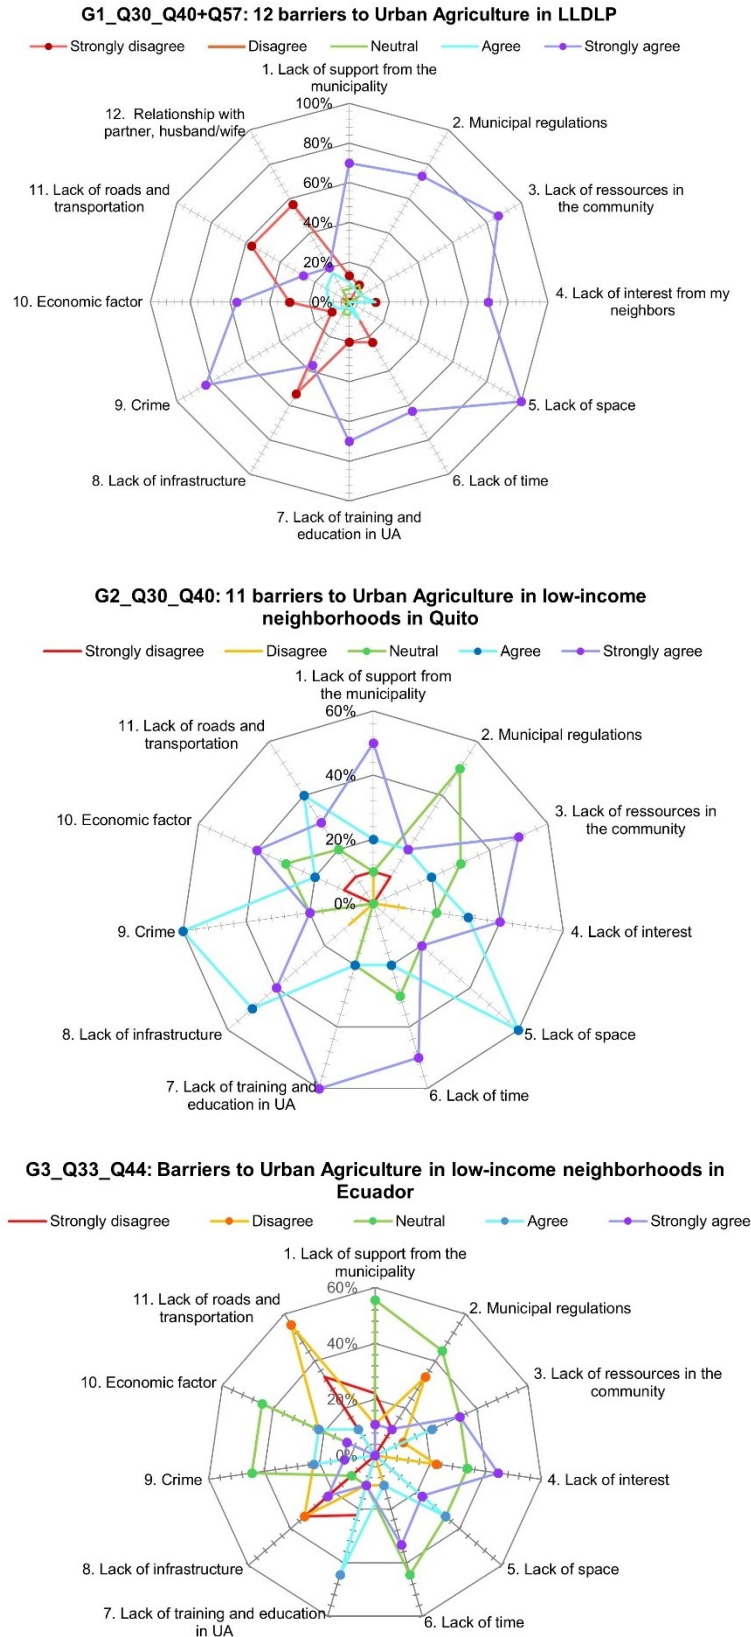 G1_Q30_Q40+Q57: 12 barriers to Urban Agriculture in LLDLP
Strongly disagree Disagree Neutral Agree Strongly agree
1. Lack of support from the
municipality
12. Relationship with
partner, husband/wife
2. Municipal regulations
11. Lack of roads and
transportation
3. Lack of ressources in
the community
10. Economic factor
4. Lack of interest from my
neighbors
9. Crime
5. Lack of space
8. Lack of infrastructure
6. Lack of time
7. Lack of training and
education in UA
100%
80%
60%
40%
20%
0%
G2_Q30_Q40: 11 barriers to Urban Agriculture in low-income
neighborhoods in Quito
Strongly disagree Disagree Neutral Agree Strongly agree
1. Lack of support from
the municipality
11. Lack of roads and
transportation
2. Municipal regulations
10. Economic factor
3. Lack of ressources in
the community
9. Crime
4. Lack of interest
8. Lack of infrastructure
5. Lack of space
7. Lack of training and
education in UA
6. Lack of time
60%
40%
20%
0%
G3_Q33_Q44: Barriers to Urban Agriculture in low-income neighborhoods in
Ecuador
Strongly disagree Disagree Neutral Agree Strongly agree
1. Lack of support from the
municipality
11. Lack of roads and
transportation
2. Municipal regulations
10. Economic factor
3. Lack of ressources in the
community
9. Crime
4. Lack of interest
8. Lack of infrastructure
5. Lack of space
7. Lack of training and education
in UA
6. Lack of time
60%
40%
20%
0%